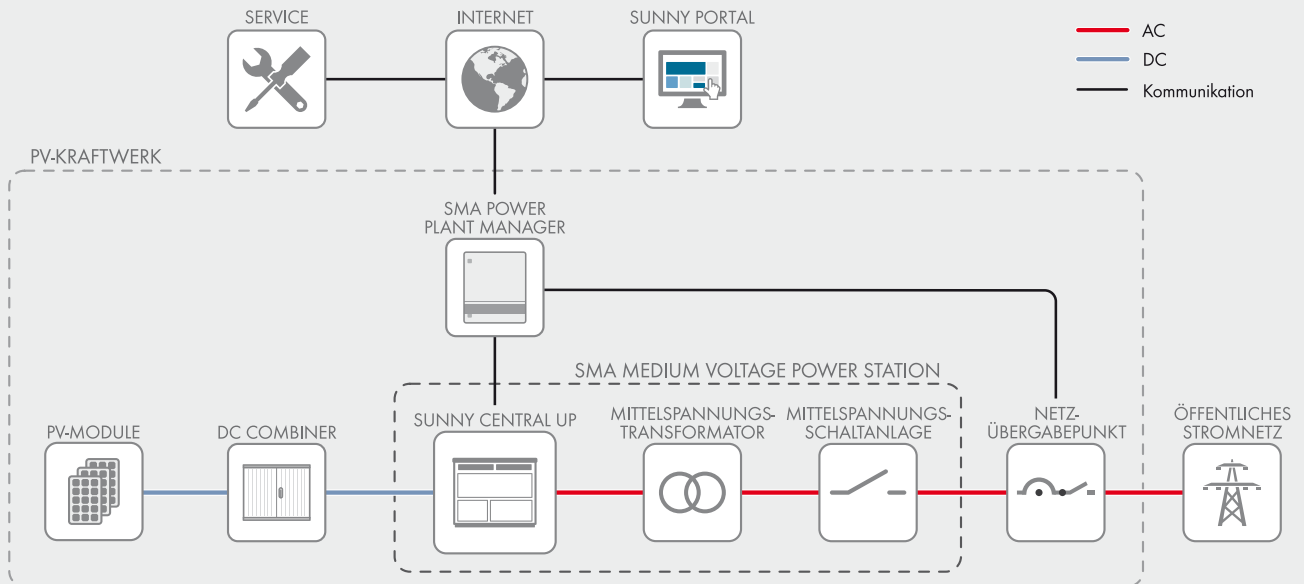 SERVICE
INTERNET
SUNNY PORTAL
AC
DC
Kommunikation
PV-KRAFTWERK
SMA POWER
PLANT MANAGER
SMA MEDIUM VOLTAGE POWER STATION
PV-MODULE
DC COMBINER
SUNNY CENTRAL UP
MITTELSPANNUNGS-
TRANSFORMATOR
MITTELSPANNUNGS-
SCHALTANLAGE
NETZ-
ÜBERGABEPUNKT
ÖFFENTLICHES
STROMNETZ